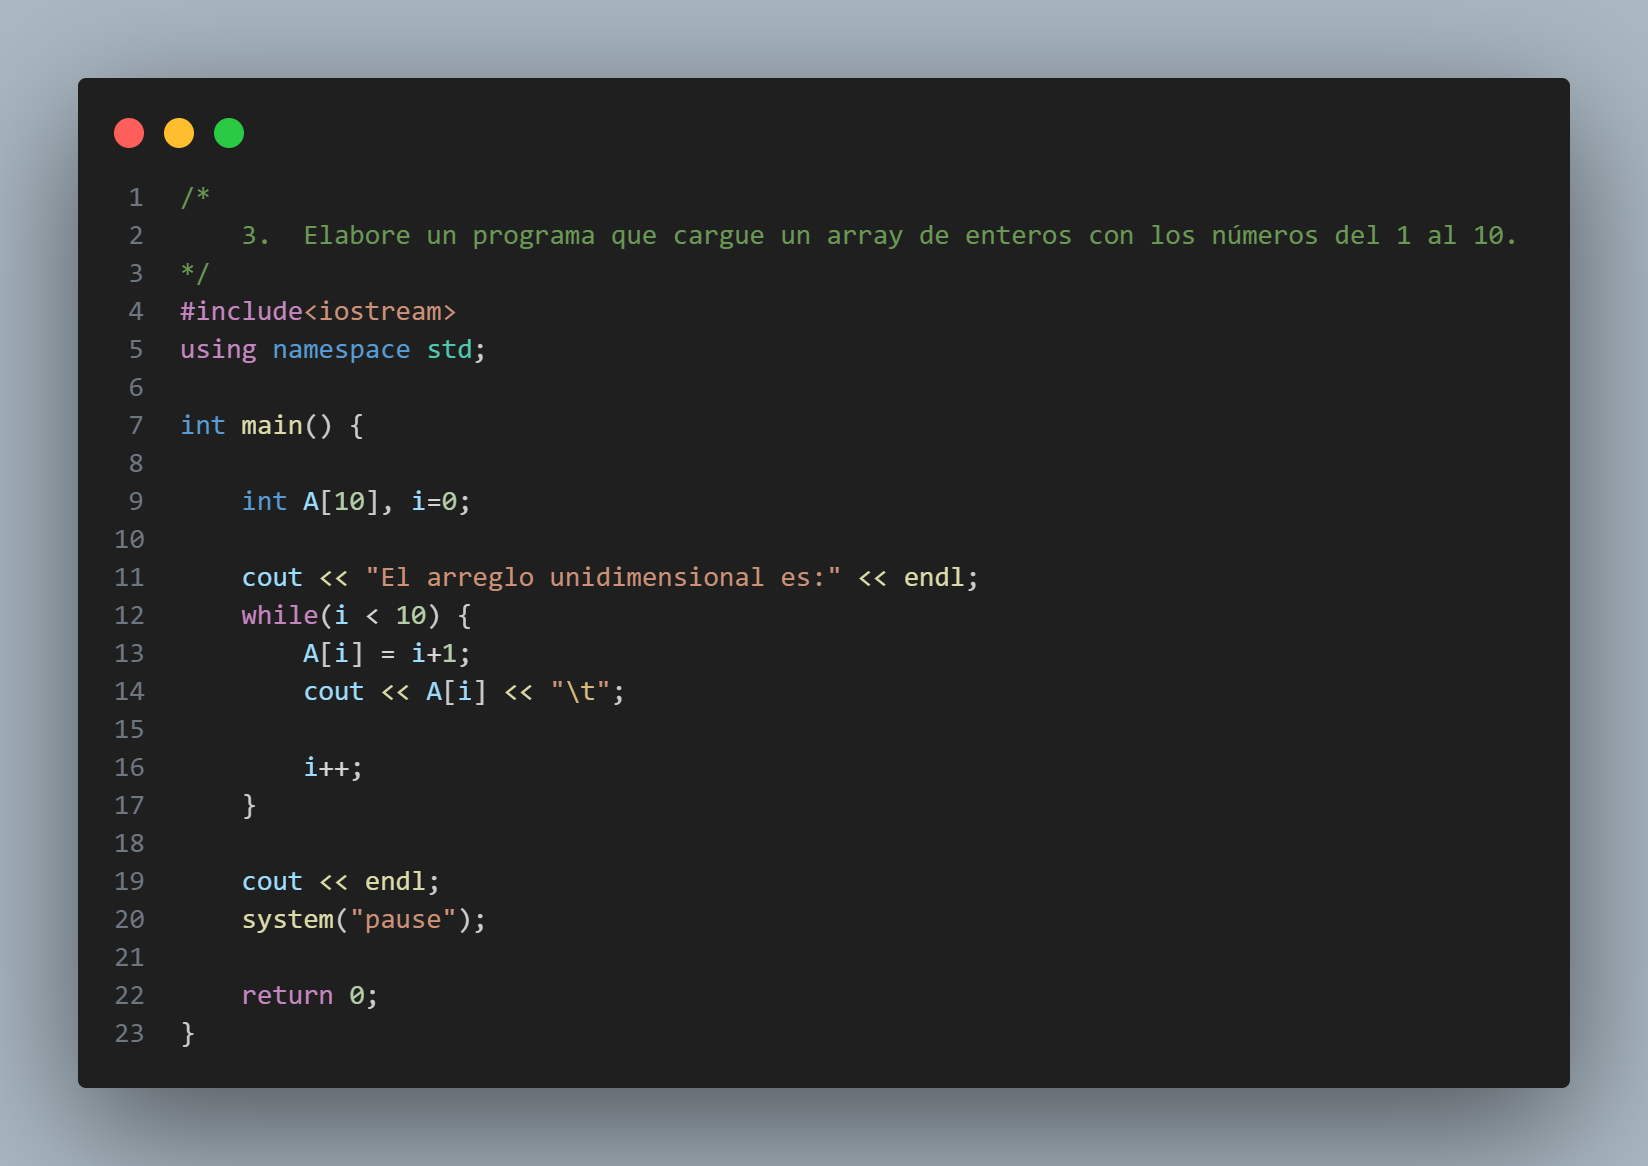 1 /*
2     3.  Elabore un programa que cargue un array de enteros con los números del 1 al 10.
3 */
4 #include<iostream>
5 using namespace std;
6
7 int main() {
8
9     int A[10], i=0;
10
11     cout << "El arreglo unidimensional es:" << endl;
12     while(i < 10) {
13         A[i] = i+1;
14         cout << A[i] << "\t";
15
16         i++;
17     }
18
19     cout << endl;
20     system("pause");
21
22     return 0;
23 }